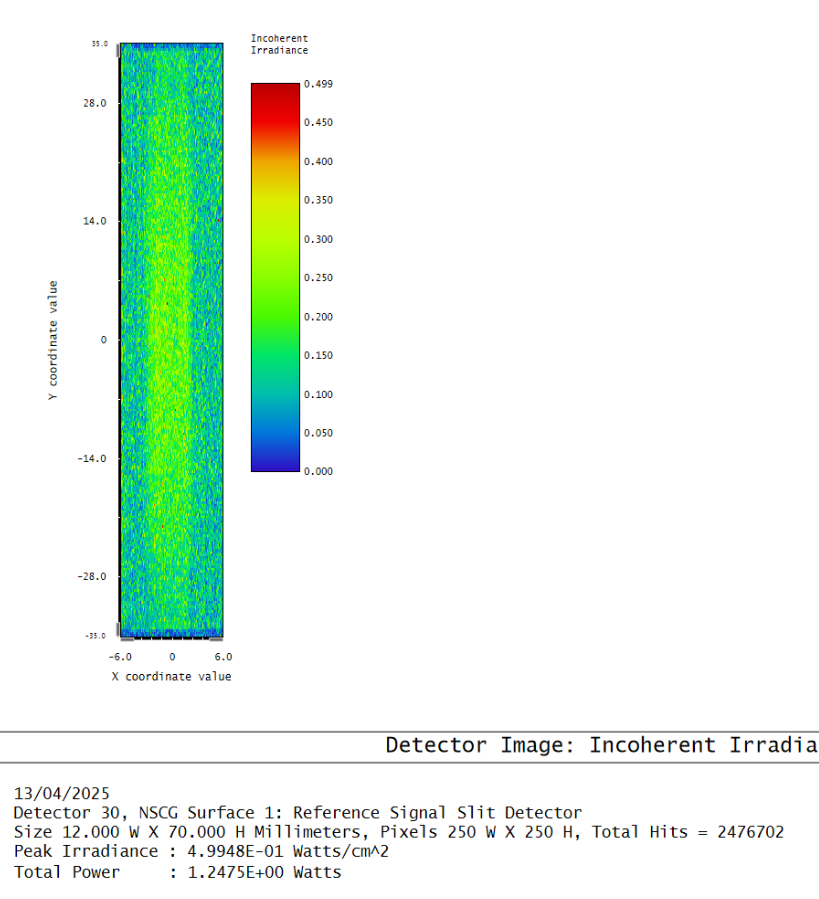 Incoherent
Irradiance
35.0
28.0
14.0
0
-14.0
-28.0
-35.0
Y coordinate value
-6.0 0 6.0
X coordinate value
0.499
0.450
0.400
0.350
0.300
0.250
0.200
0.150
0.100
0.050
0.000
Detector Image: Incoherent Irradia
13/04/2025
Detector 30, NSCG Surface 1: Reference Signal Slit Detector
Size 12.000 W X 70.000 H Millimeters, Pixels 250 W X 250 H, Total Hits = 2476702
Peak Irradiance : 4.9948E-01 Watts/cm^2
Total Power : 1.2475E+00 Watts